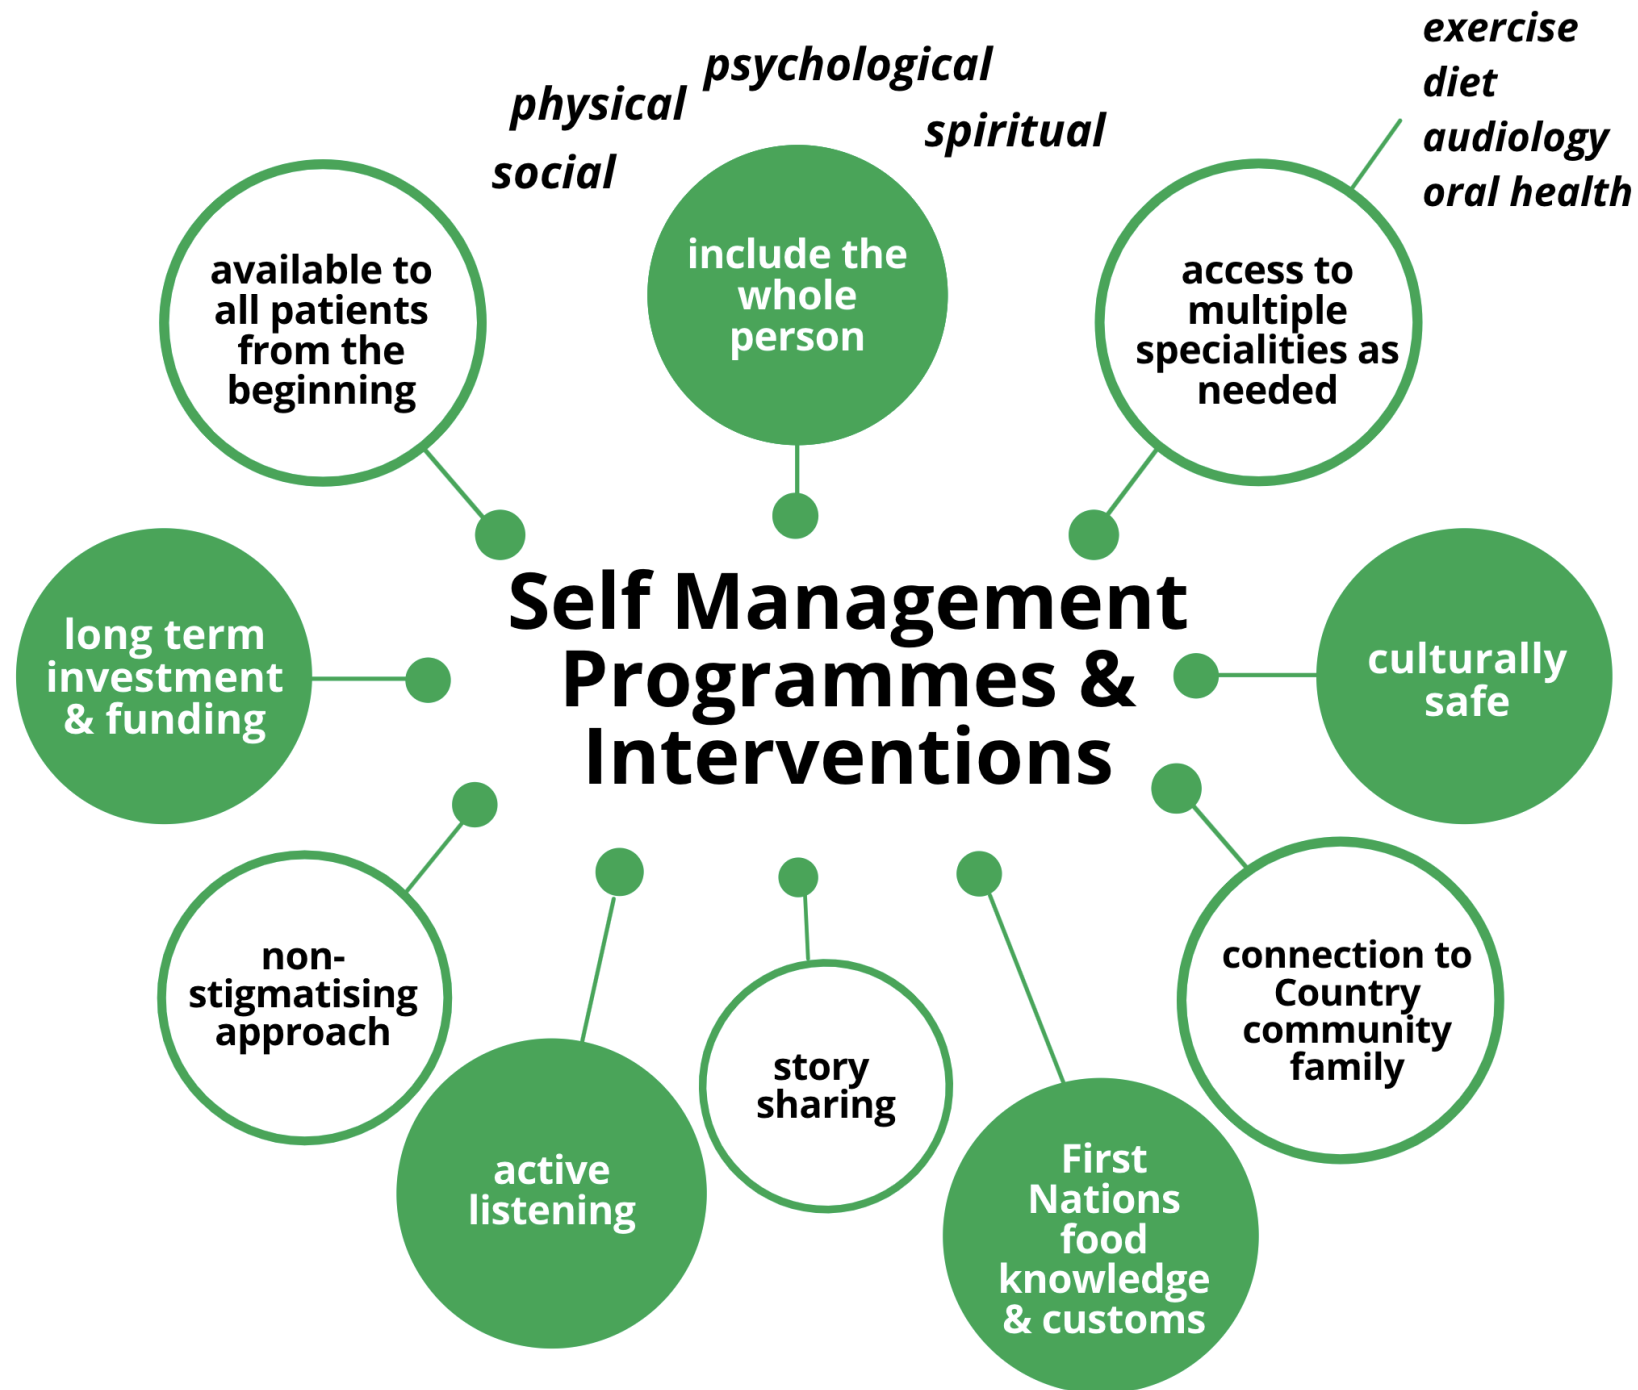 exercise
diet
audiology
oral health
psychological
physical
spiritual
social
available to
all patients
from the
beginning
include the
whole
person
access to
multiple
specialities as
needed
Self Management
Programmes &
Interventions
long term
investment
& funding
culturally
safe
non-
stigmatising
approach
active
listening
story
sharing
First
Nations
food
knowledge
& customs
connection to
Country
community
family